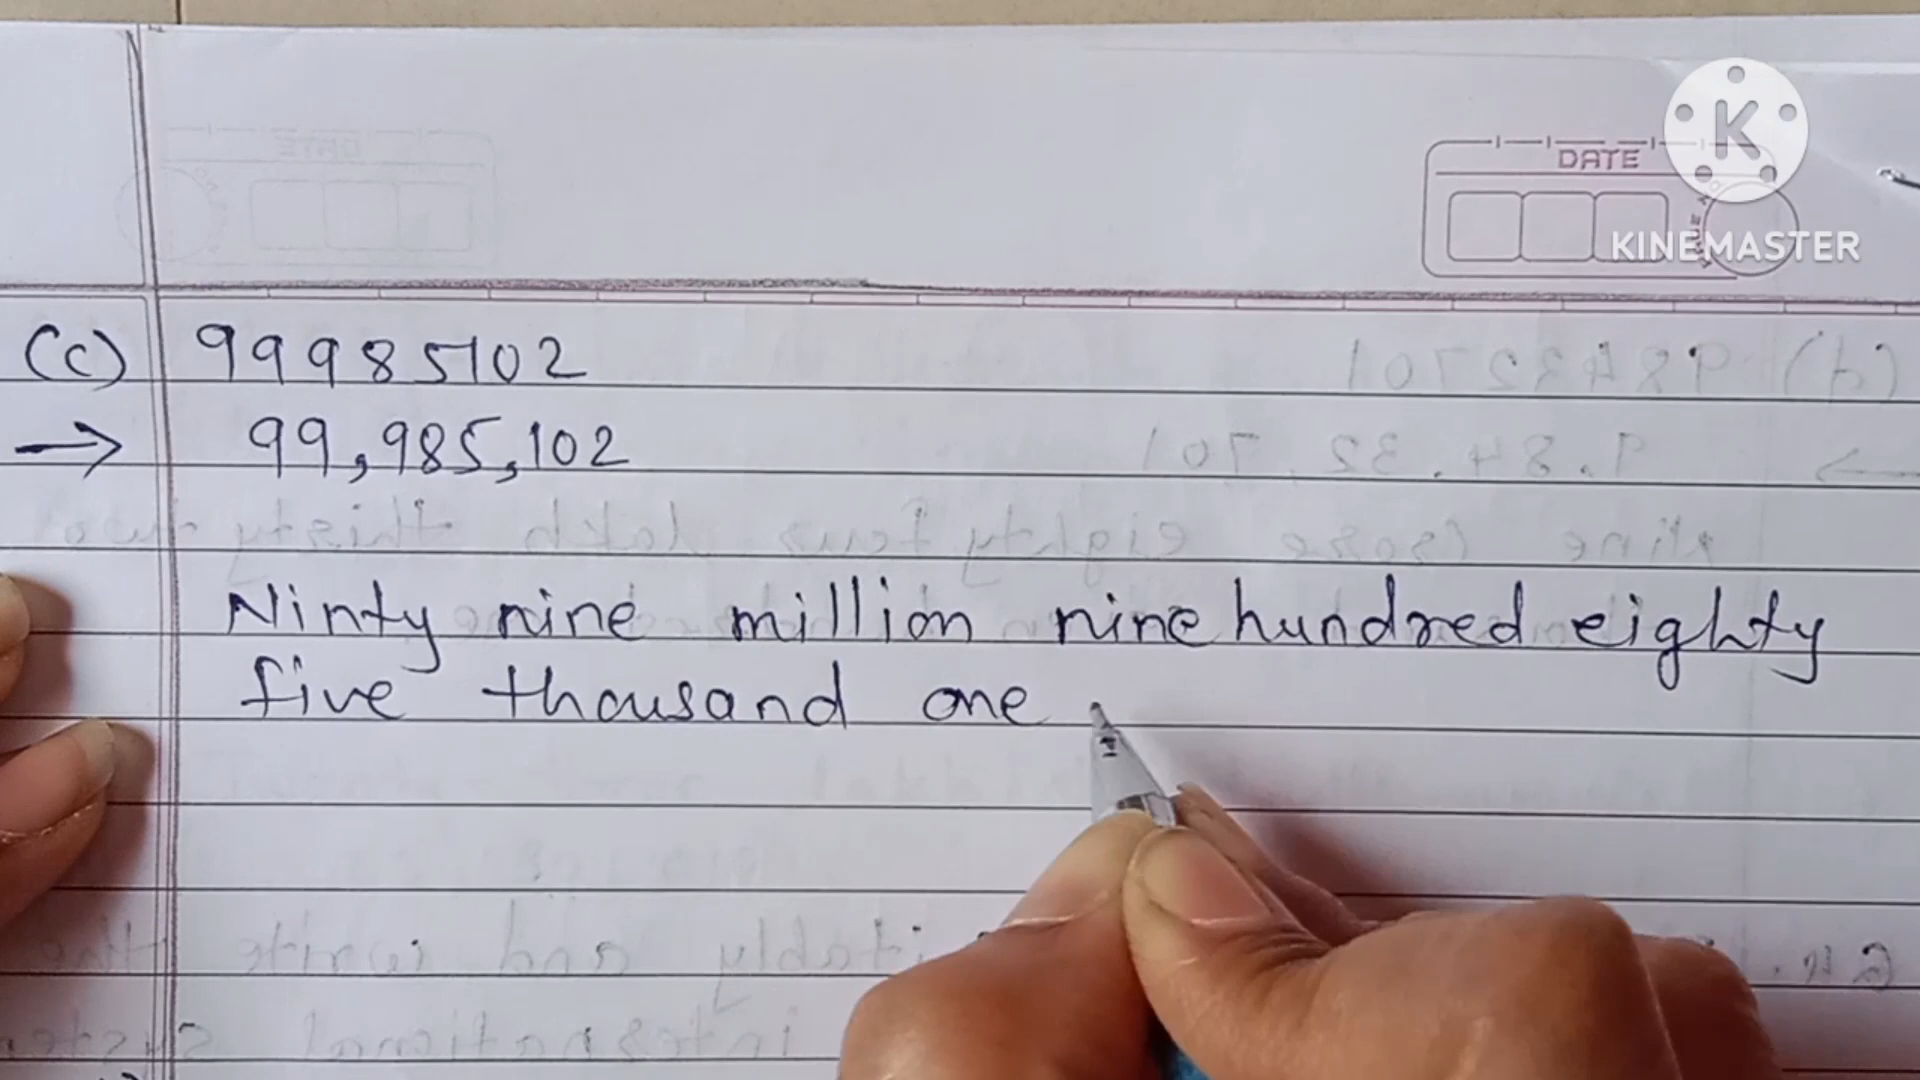 DATE
K
KINEMASTER
(c) 99985102
→ 99,985,102
Ninty nine million nine hundred eighty
five thousand one